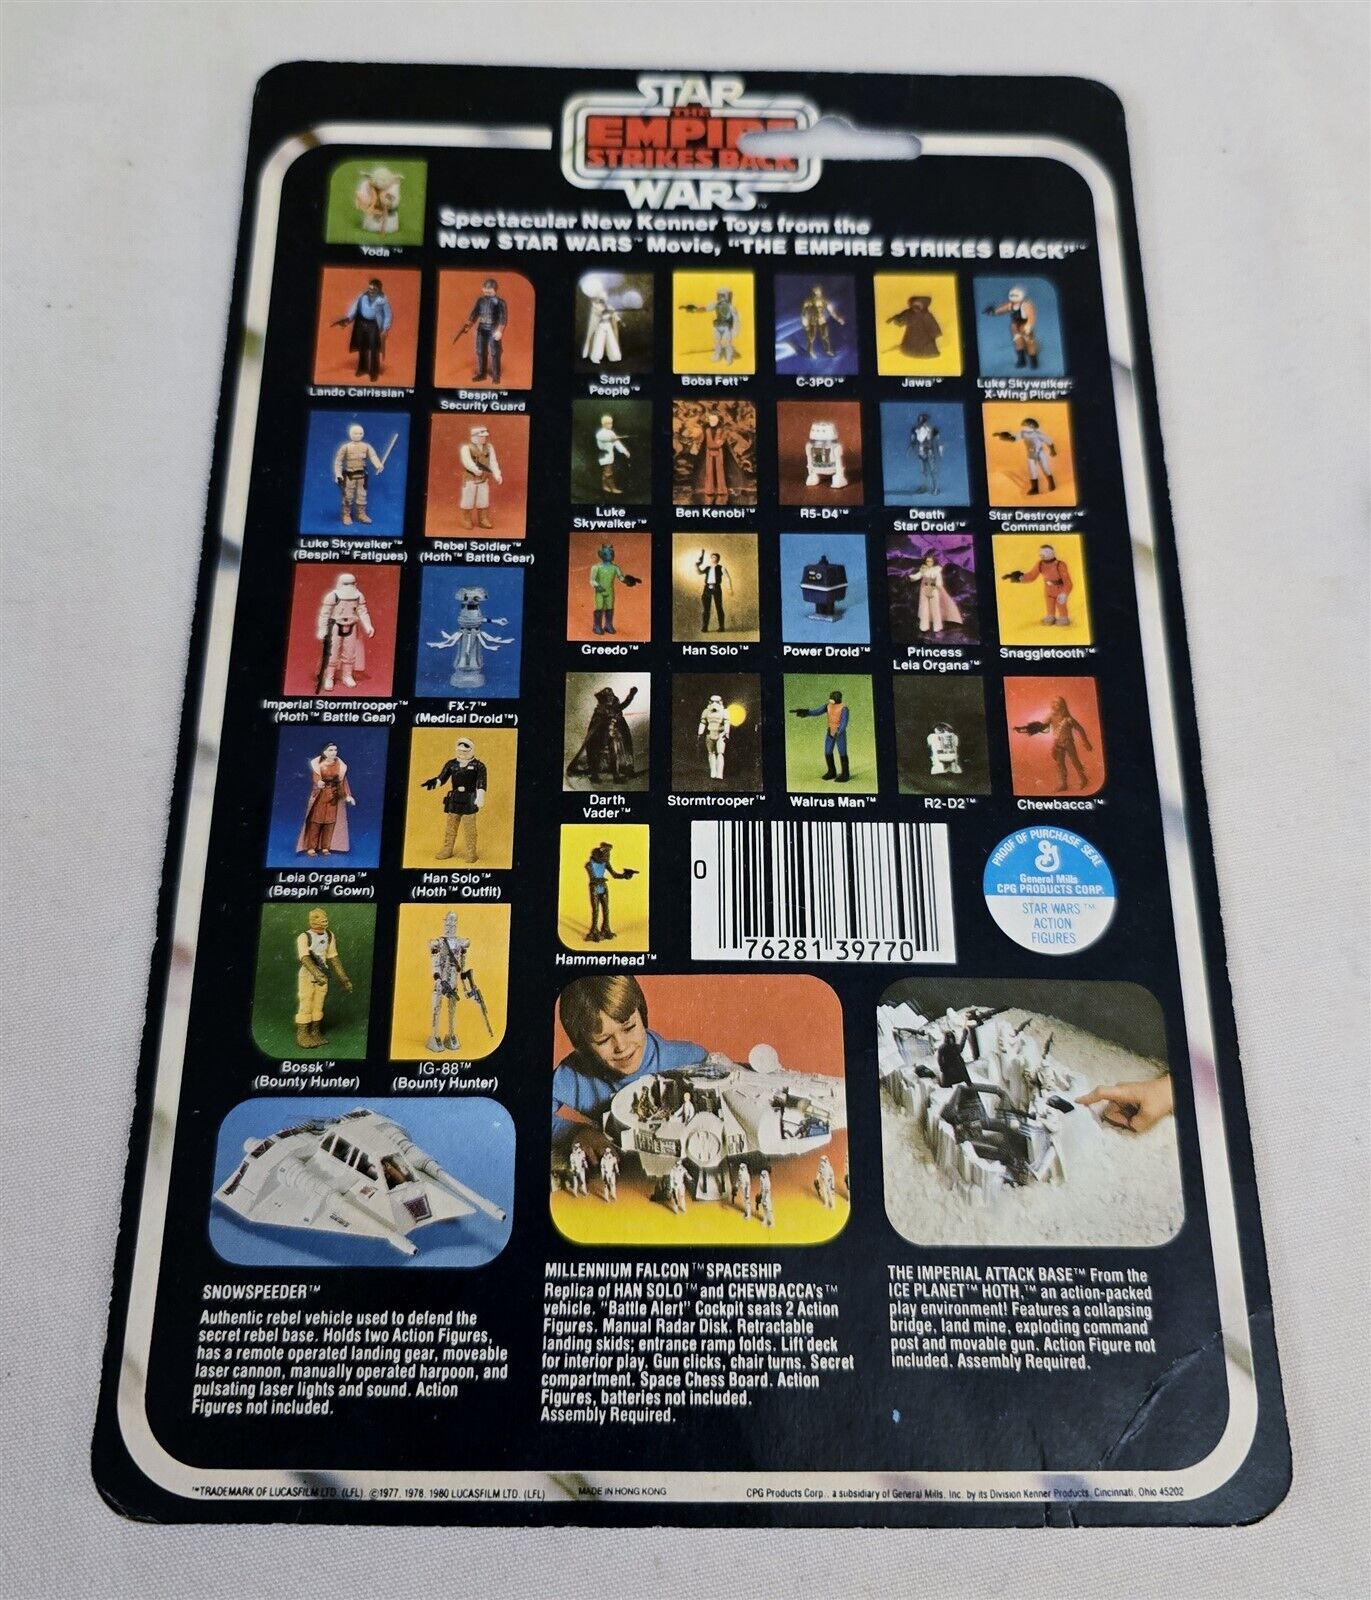 STAR
THE
EMPIRE
STRIKES BACK
WARS™
Spectacular New Kenner Toys from the
New STAR WARS™ Movie, "THE EMPIRE STRIKES BACK"™
Yoda™
Lando Calrissian™
Bespin™
Security Guard
Sand
People™
Boba Fett™
C-3PO™
Jawa™
Luke Skywalker:
X-Wing Pilot™
Luke Skywalker™
(Bespin™ Fatigues)
Rebel Soldier™
(Hoth™ Battle Gear)
Luke
Skywalker™
Ben Kenobi™
R5-D4™
Death
Star Droid™
Star Destroyer™
Commander
Imperial Stormtrooper™
(Hoth™ Battle Gear)
FX-7™
(Medical Droid™)
Greedo™
Han Solo™
Power Droid™
Princess
Leia Organa™
Snaggletooth™
Leia Organa™
(Bespin™ Gown)
Han Solo™
(Hoth™ Outfit)
Darth
Vader™
Stormtrooper™
Walrus Man™
R2-D2™
Chewbacca™
Bossk™
(Bounty Hunter)
IG-88™
(Bounty Hunter)
Hammerhead™
0
76281 39770
PROOF OF PURCHASE SEAL
G
General Mills
CPG PRODUCTS CORP.
STAR WARS™
ACTION
FIGURES
SNOWSPEEDER™
Authentic rebel vehicle used to defend the
secret rebel base. Holds two Action Figures,
has a remote operated landing gear, moveable
laser cannon, manually operated harpoon, and
pulsating laser lights and sound. Action
Figures not included.
MILLENNIUM FALCON™ SPACESHIP
Replica of HAN SOLO™ and CHEWBACCA's™
vehicle. "Battle Alert" Cockpit seats 2 Action
Figures. Manual Radar Disk. Retractable
landing skids; entrance ramp folds. Lift deck
for interior play. Gun clicks, chair turns. Secret
compartment. Space Chess Board. Action
Figures, batteries not included.
Assembly Required.
THE IMPERIAL ATTACK BASE™ From the
ICE PLANET™ HOTH,™ an action-packed
play environment! Features a collapsing
bridge, land mine, exploding command
post and movable gun. Action Figure not
included. Assembly Required.
™TRADEMARK OF LUCASFILM LTD. (LFL). ©1977, 1978, 1980 LUCASFILM LTD. (LFL)
MADE IN HONG KONG
CPG Products Corp., a subsidiary of General Mills, Inc. by its Division Kenner Products, Cincinnati, Ohio 45202